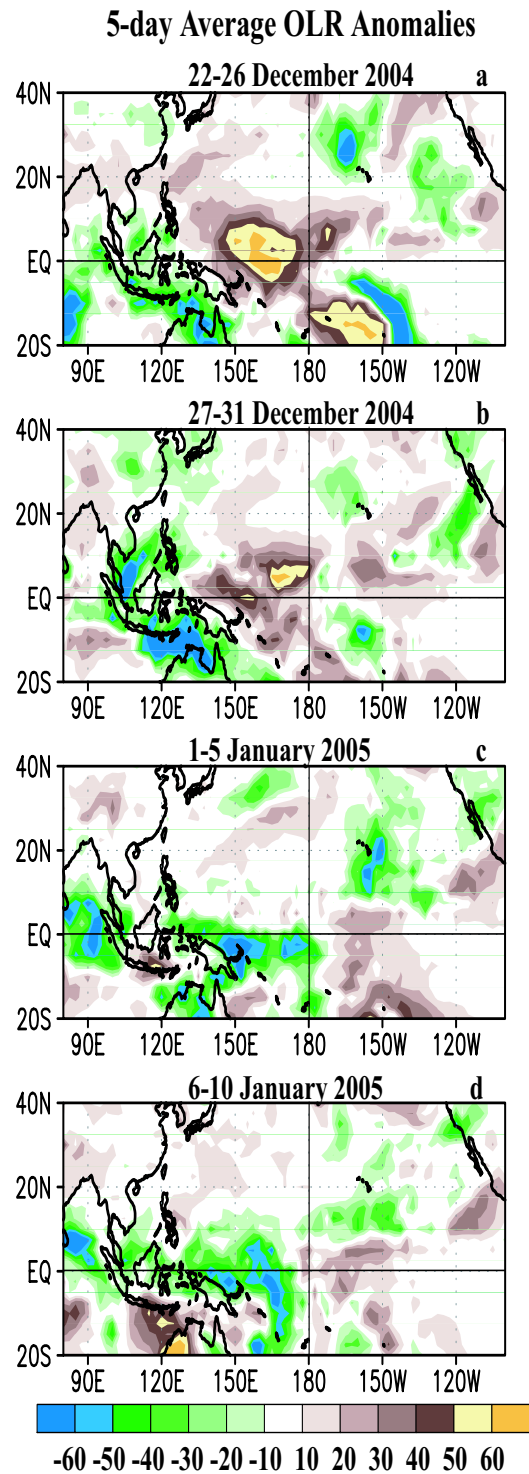 5-day Average OLR Anomalies
22-26 December 2004 a
40N
20N
EQ
20S
90E 120E 150E 180 150W 120W
27-31 December 2004 b
40N
20N
EQ
20S
90E 120E 150E 180 150W 120W
1-5 January 2005 c
40N
20N
EQ
20S
90E 120E 150E 180 150W 120W
6-10 January 2005 d
40N
20N
EQ
20S
90E 120E 150E 180 150W 120W
-60 -50 -40 -30 -20 -10 10 20 30 40 50 60